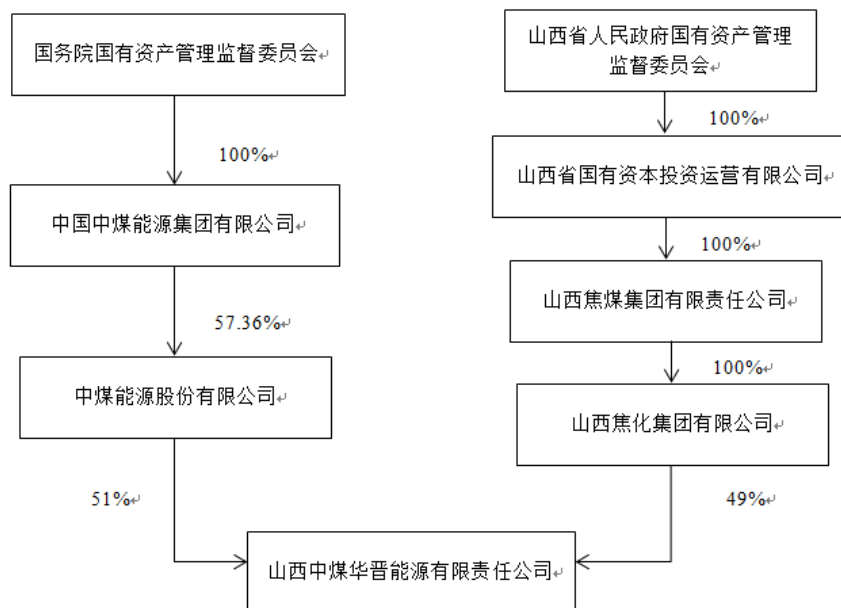 国务院国有资产管理监督委员会
100%
中国中煤能源集团有限公司
57.36%
中煤能源股份有限公司
51%
山西省人民政府国有资产管理
监督委员会
100%
山西省国有资本投资运营有限公司
100%
山西焦煤集团有限责任公司
100%
山西焦化集团有限公司
49%
山西中煤华晋能源有限责任公司